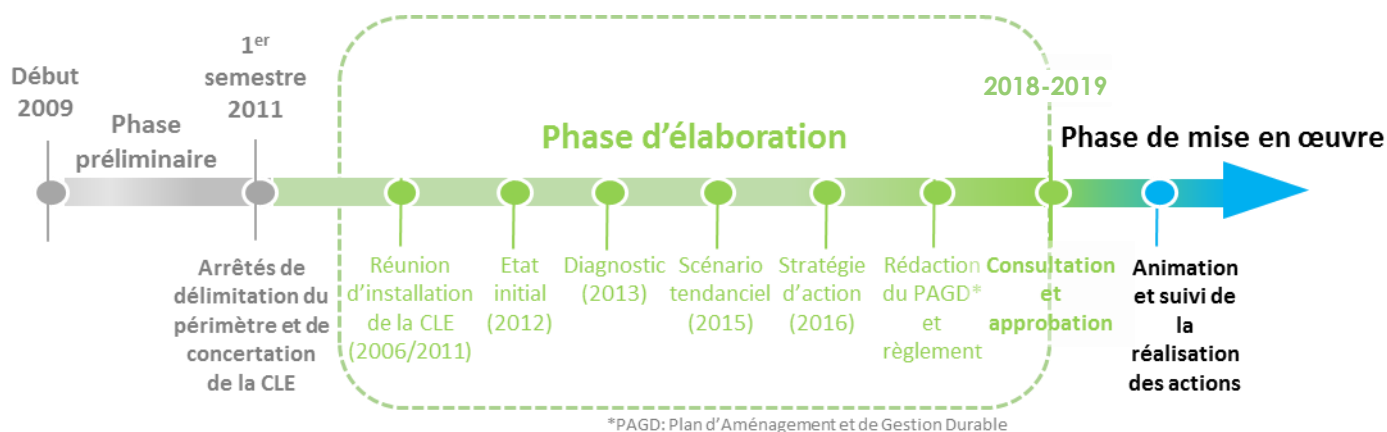 Début
2009
Phase
préliminaire
1er
semestre
2011
Phase d'élaboration
2018-2019
Phase de mise en œuvre
Arrêtés de
délimitation du
périmètre et de
concertation
de la CLE
Réunion
d'installation
de la CLE
(2006/2011)
Etat
initial
(2012)
Diagnostic
(2013)
Scénario
tendanciel
(2015)
Stratégie
d'action
(2016)
Rédaction
du PAGD*
et
règlement
Consultation
et
approbation
Animation
et suivi de
la
réalisation
des actions
*PAGD: Plan d'Aménagement et de Gestion Durable